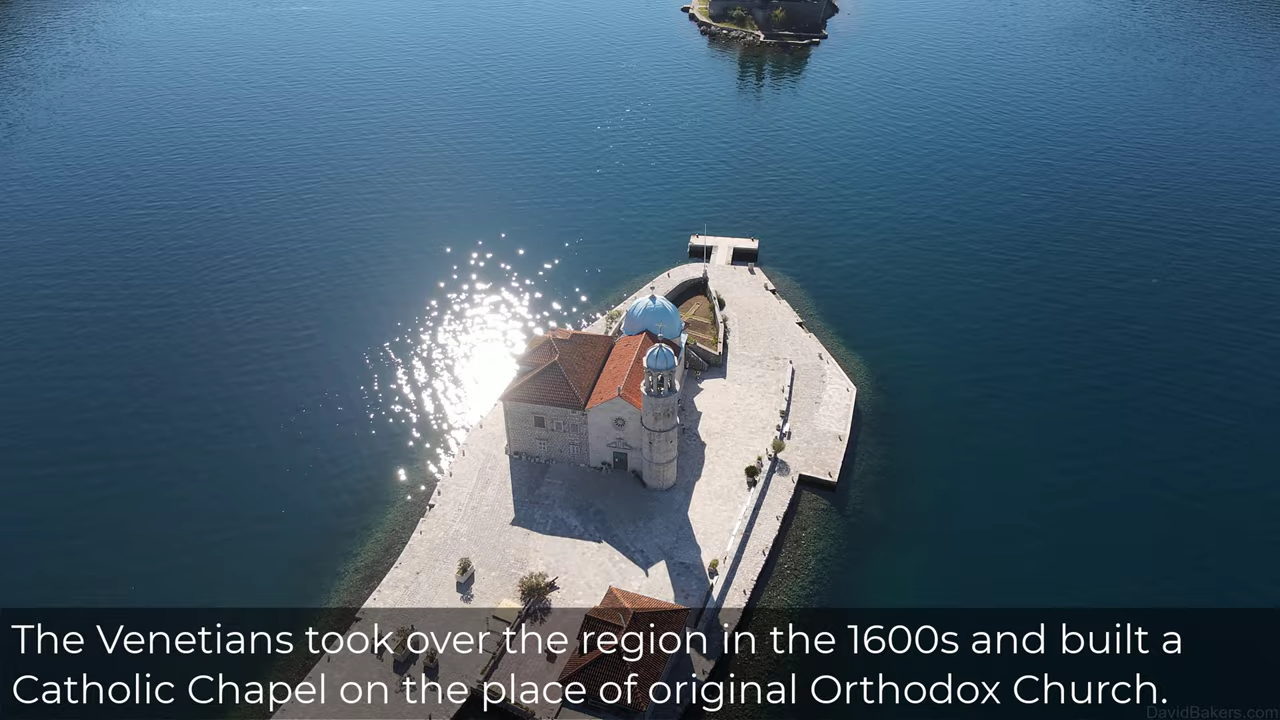 The Venetians took over the region in the 1600s and built a
Catholic Chapel on the place of original Orthodox Church.
DavidBakers.com